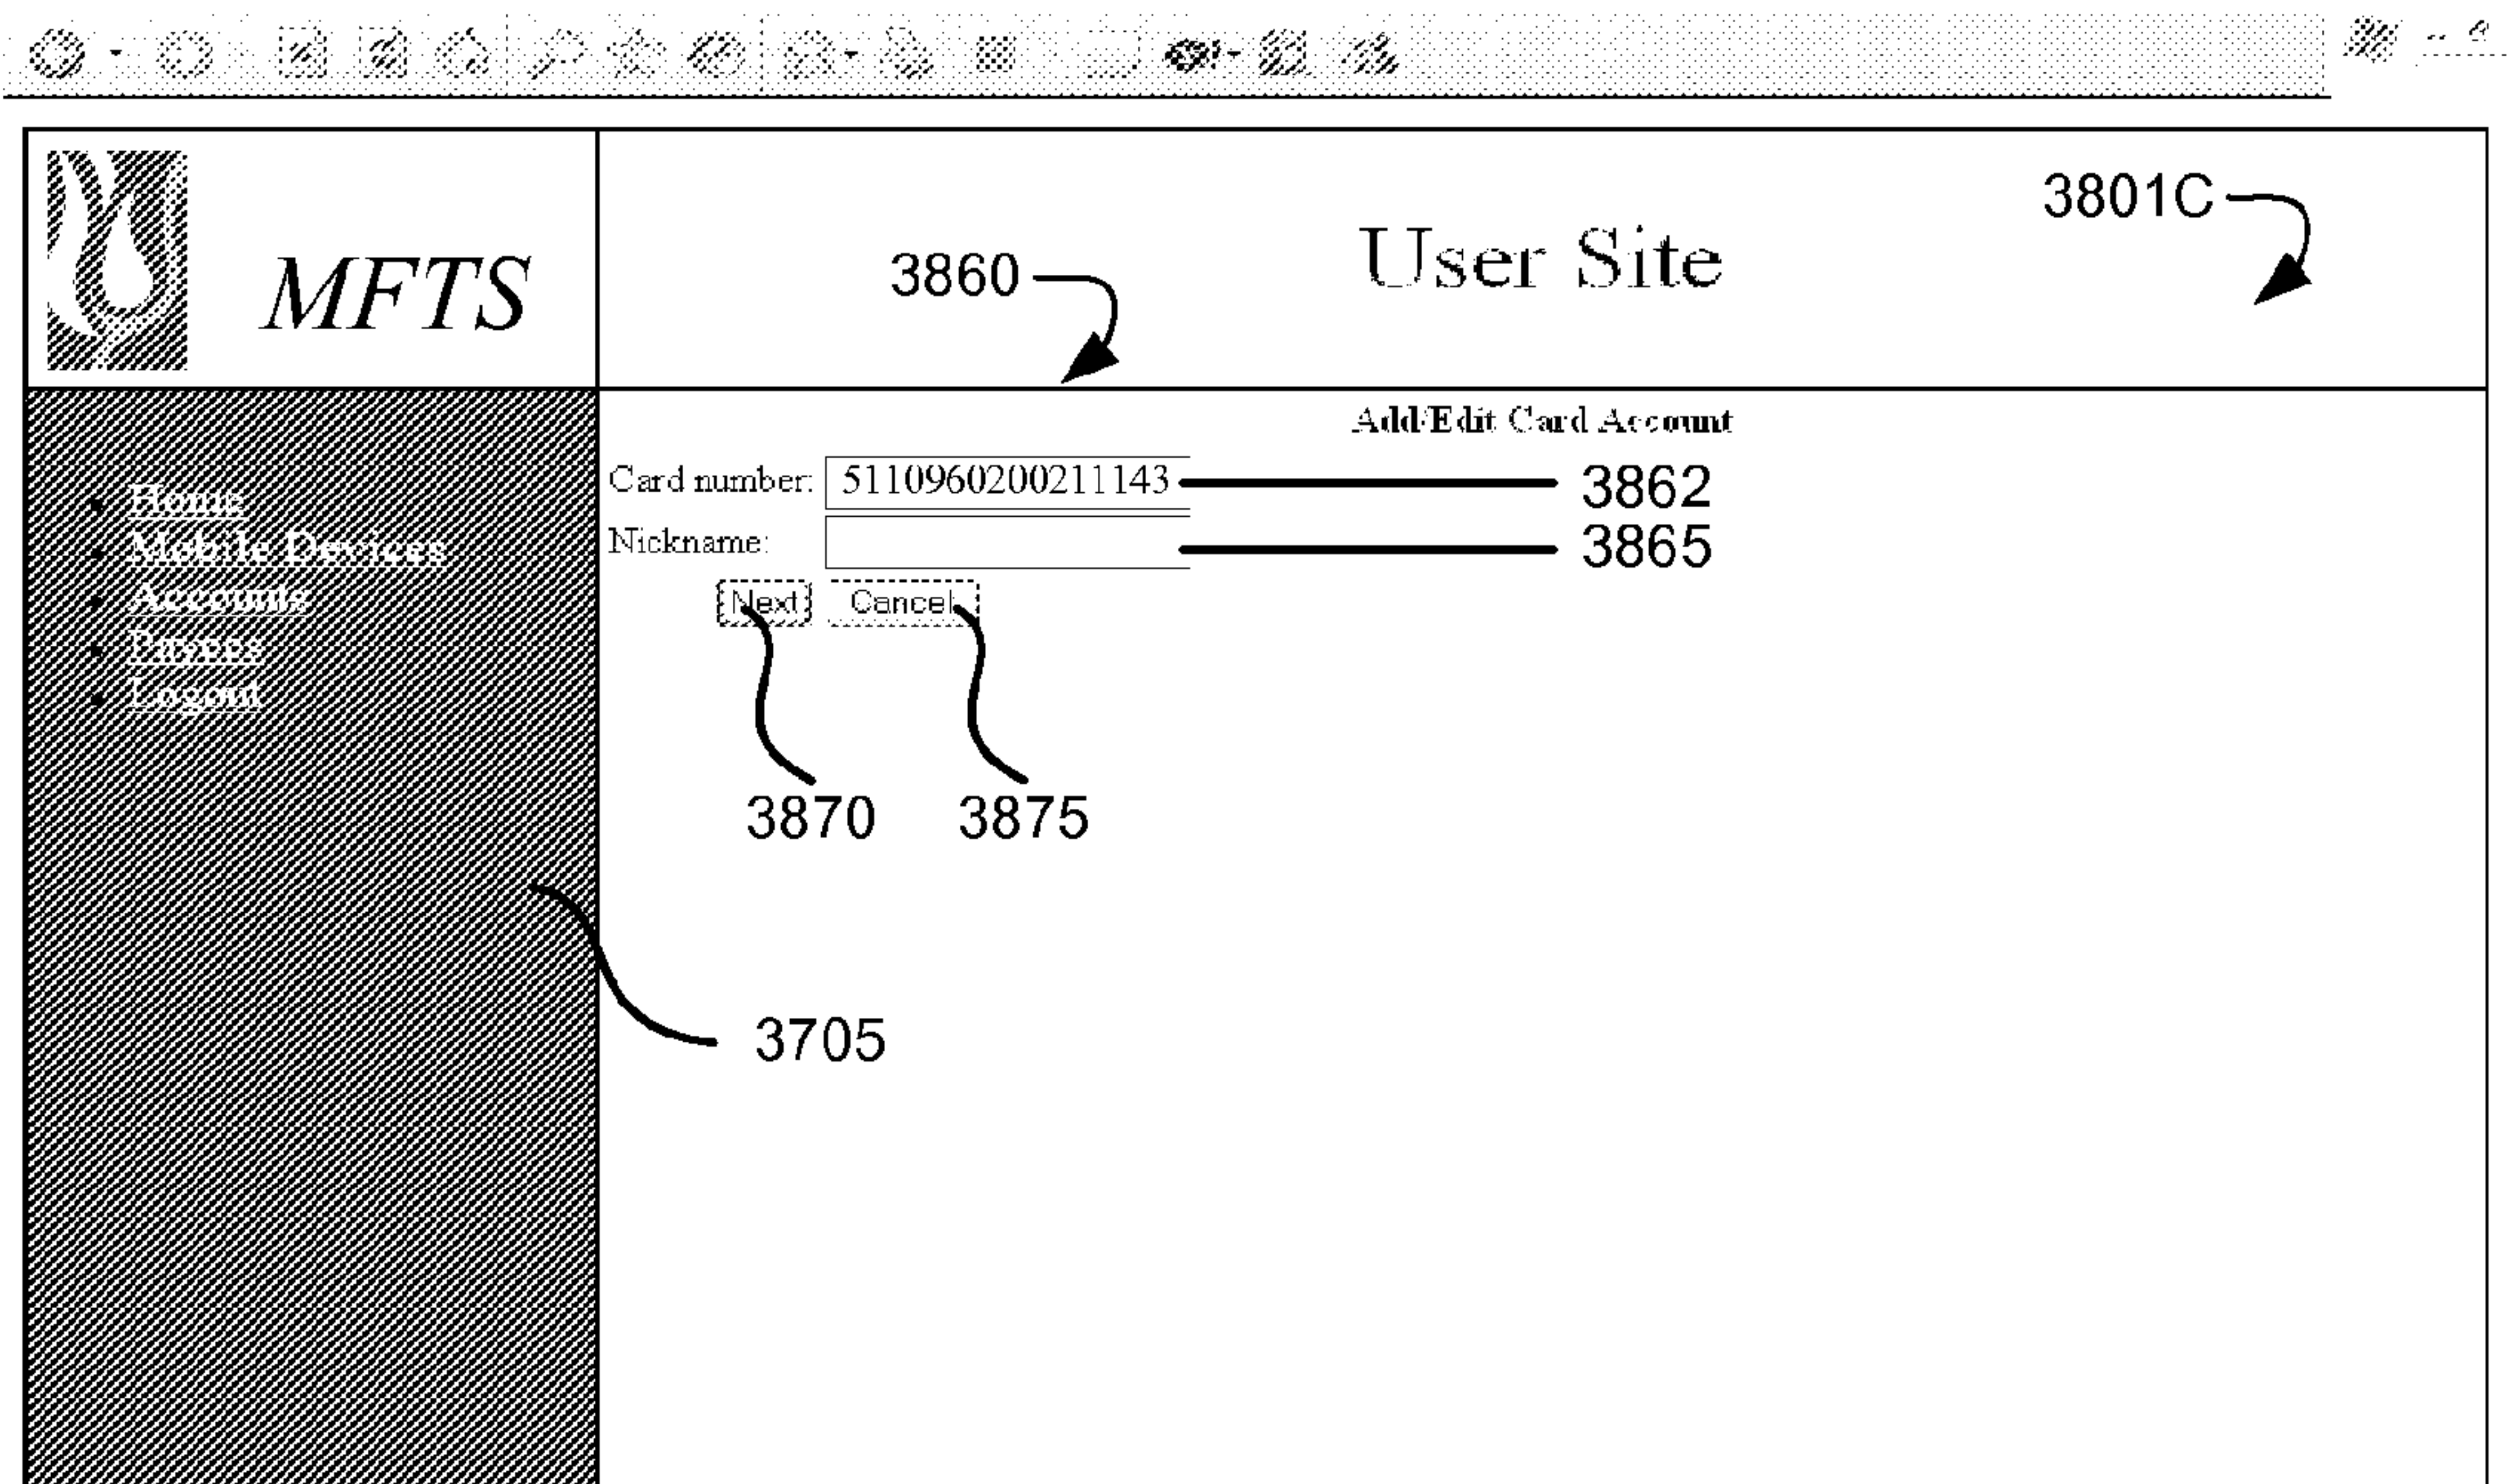 3801C
User Site
3860
MFTS
Add/Edit Card Account
Card number: 5110960200211143 3862
Nickname: 3865
Next Cancel
Home
Mobile Devices
Accounts
Payees
Logout
3870 3875
3705